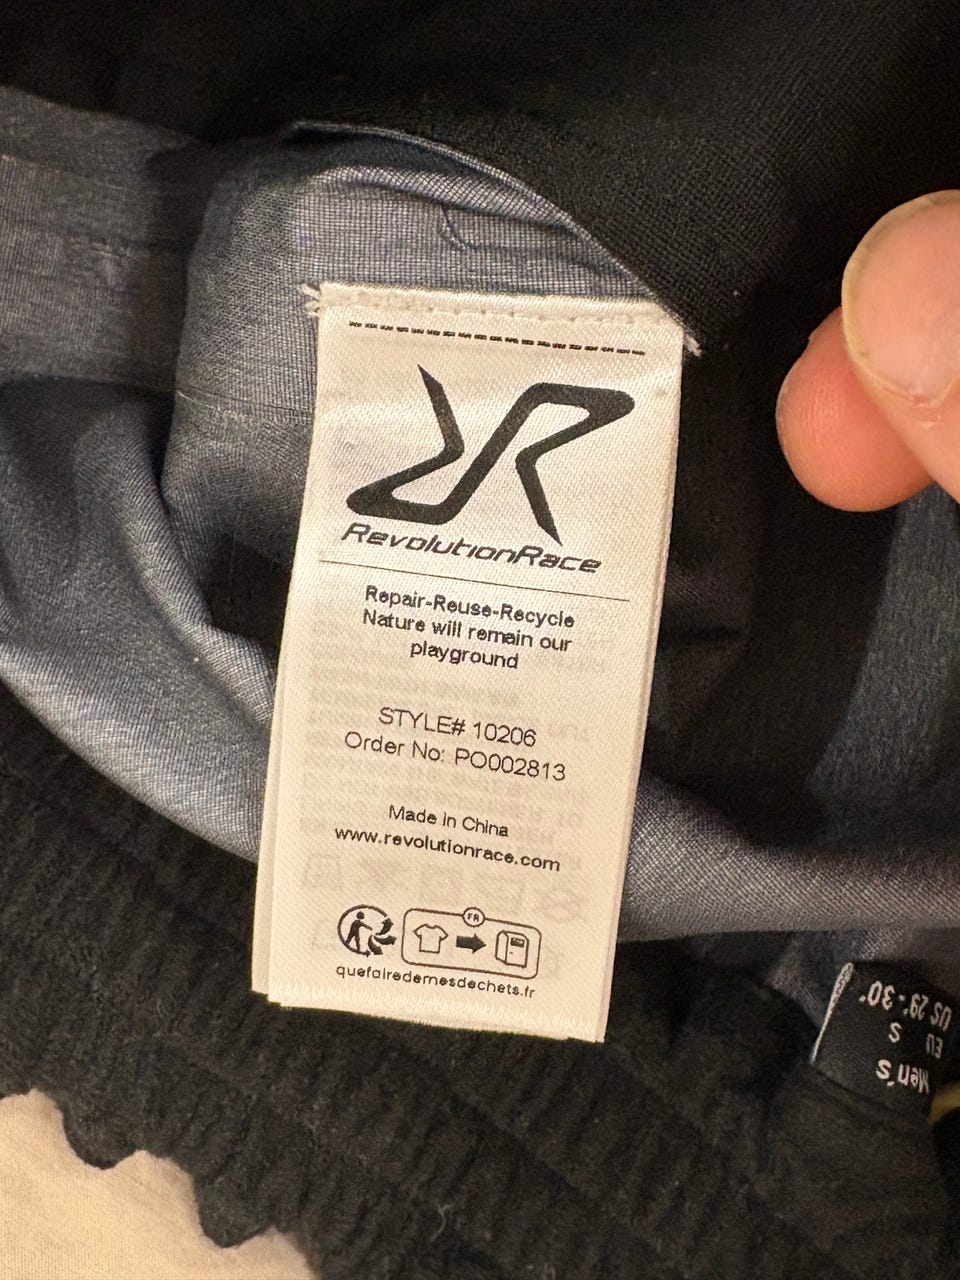 RevolutionRace
Repair-Reuse-Recycle
Nature will remain our
playground
STYLE# 10206
Order No: PO002813
Made in China
www.revolutionrace.com
FR
quefairedemesdechets.fr
Men's
EU S
US 29"-30"